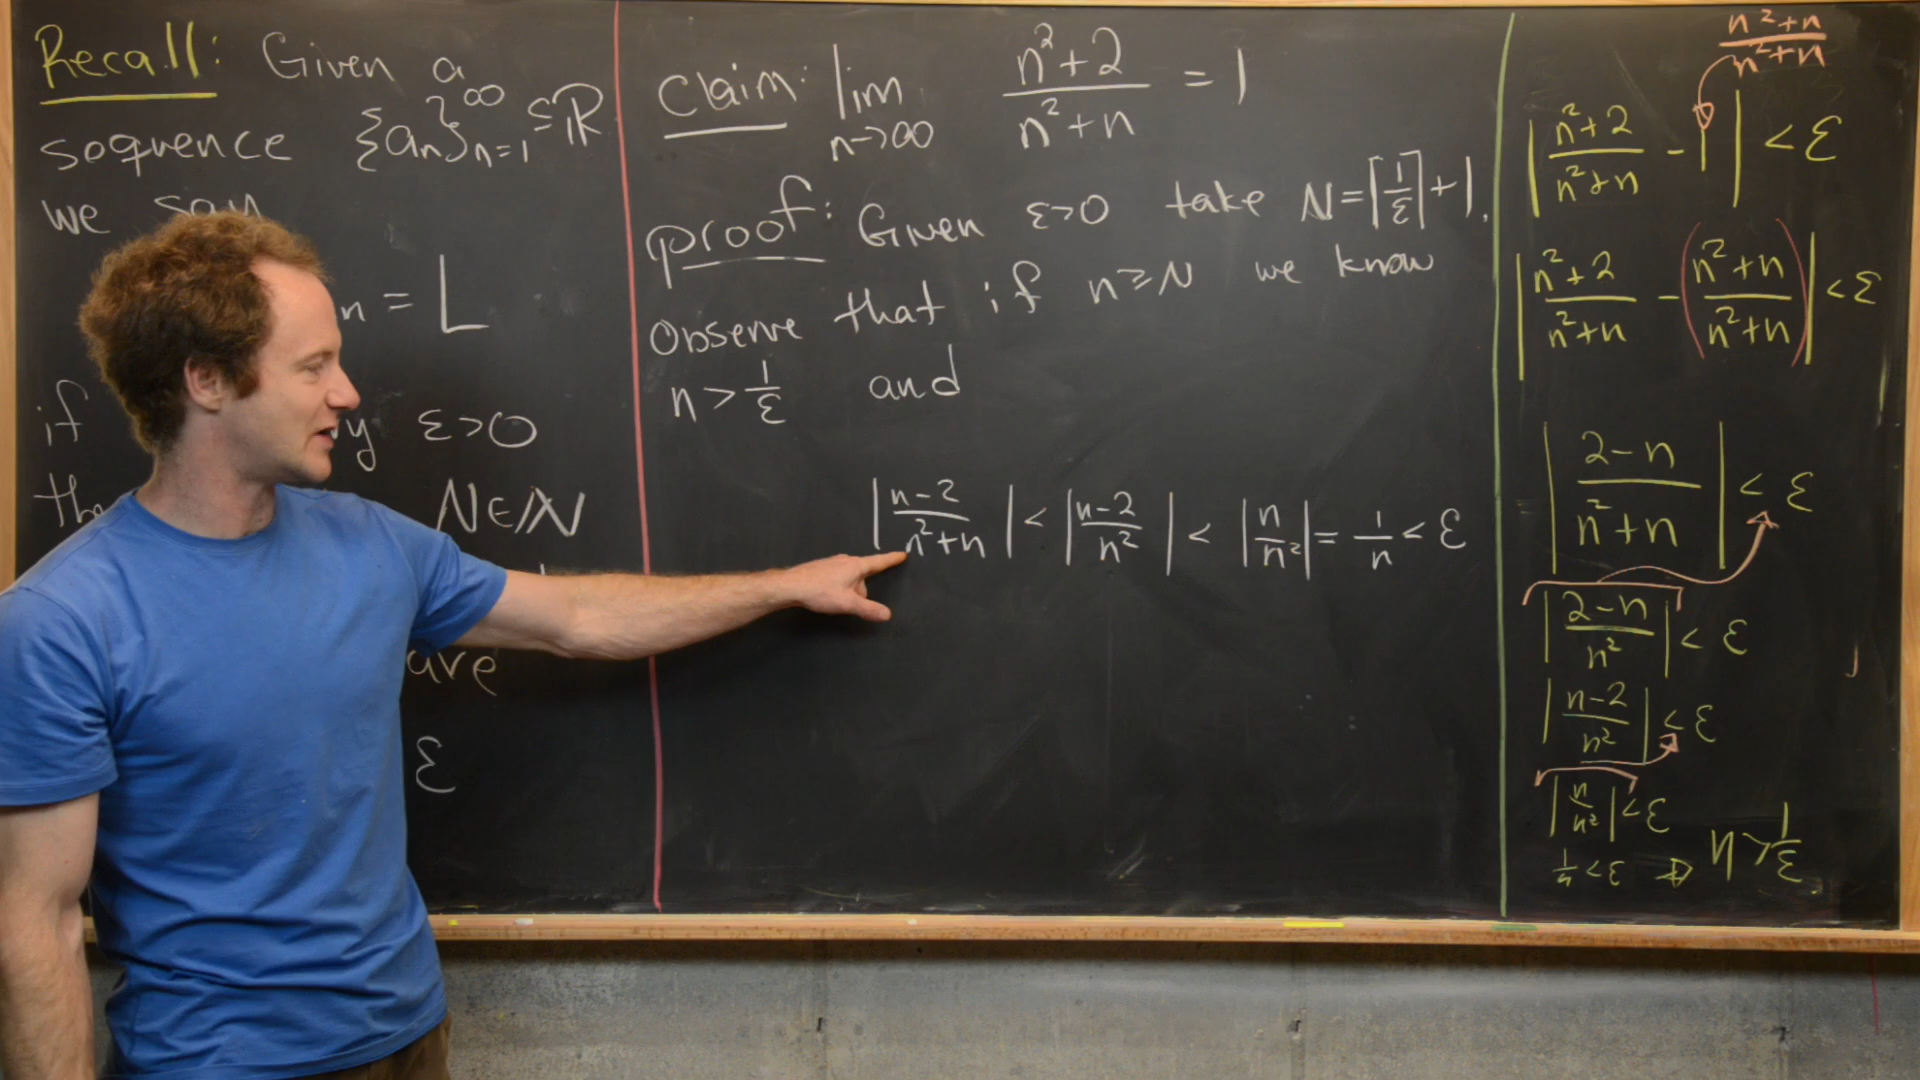 Recall: Given a
sequence {aₙ}ₙ₌₁^∞ ⊆ ℝ
we say
n = L
if y ε>0
N∈ℕ
are
ε
Claim: lim n→∞ (n²+2)/(n²+n) = 1
proof: Given ε>0 take N=⌈1/ε⌉+1.
Observe that if n≥N we know
n > 1/ε and
|(n-2)/(n²+n)| < |(n-2)/n²| < |n/n²| = 1/n < ε
(n²+n)/(n²+n)
|(n²+2)/(n²+n) - 1| < ε
|(n²+2)/(n²+n) - ((n²+n)/(n²+n))| < ε
|(2-n)/(n²+n)| < ε
|(2-n)/n²| < ε
|(n-2)/n²| < ε
|n/n²| < ε
1/n < ε → n > 1/ε.